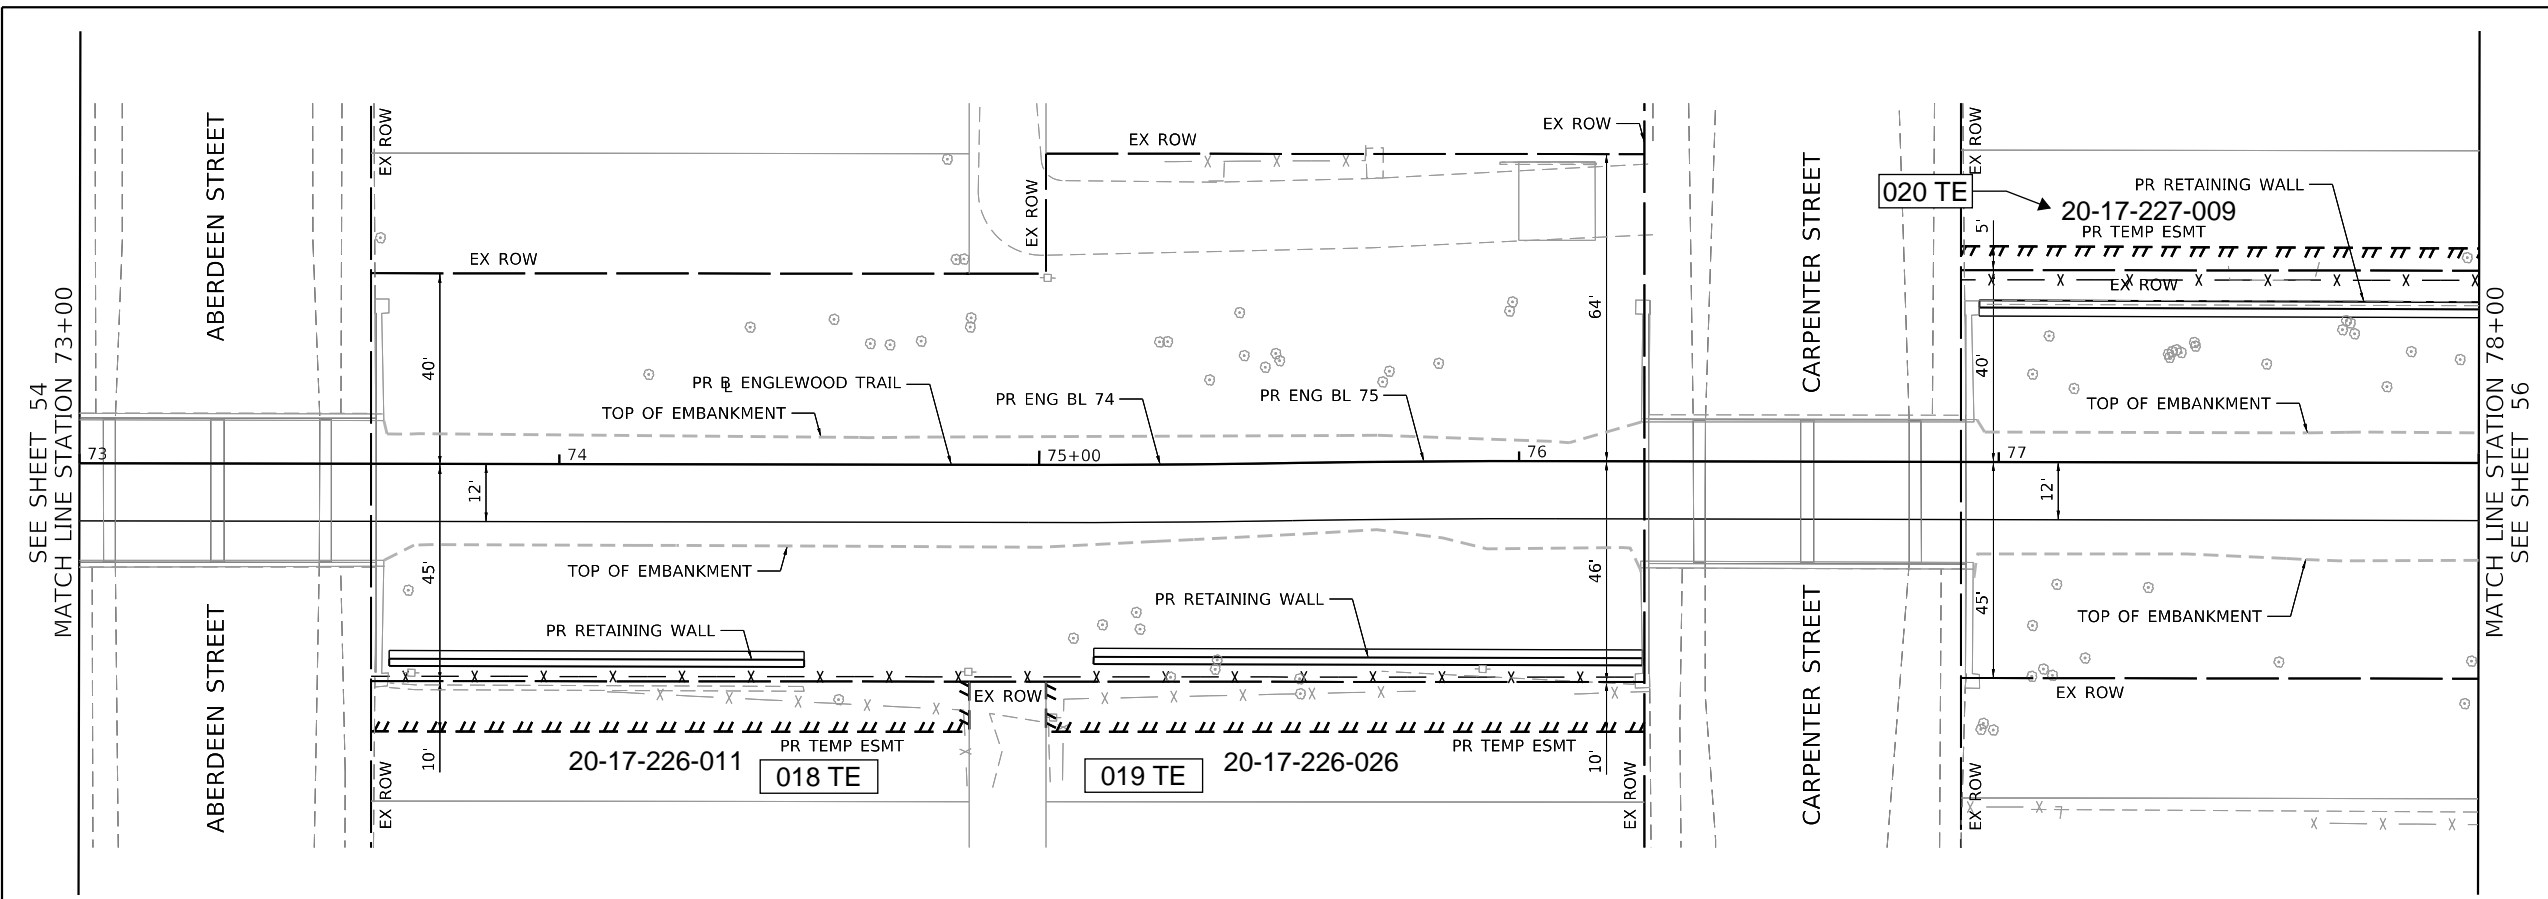 SEE SHEET 54
MATCH LINE STATION 73+00
ABERDEEN STREET
ABERDEEN STREET
EX ROW
EX ROW
EX ROW
EX ROW
EX ROW
EX ROW
CARPENTER STREET
CARPENTER STREET
EX ROW
020 TE
20-17-227-009
PR RETAINING WALL
PR TEMP ESMT
5'
EX ROW
40'
64'
40'
PR BL ENGLEWOOD TRAIL
TOP OF EMBANKMENT
PR ENG BL 74
PR ENG BL 75
TOP OF EMBANKMENT
73
74
75+00
76
77
12'
12'
TOP OF EMBANKMENT
45'
46'
45'
PR RETAINING WALL
PR RETAINING WALL
TOP OF EMBANKMENT
EX ROW
EX ROW
PR TEMP ESMT
PR TEMP ESMT
20-17-226-011
018 TE
019 TE
20-17-226-026
10'
10'
EX ROW
EX ROW
EX ROW
MATCH LINE STATION 78+00
SEE SHEET 56